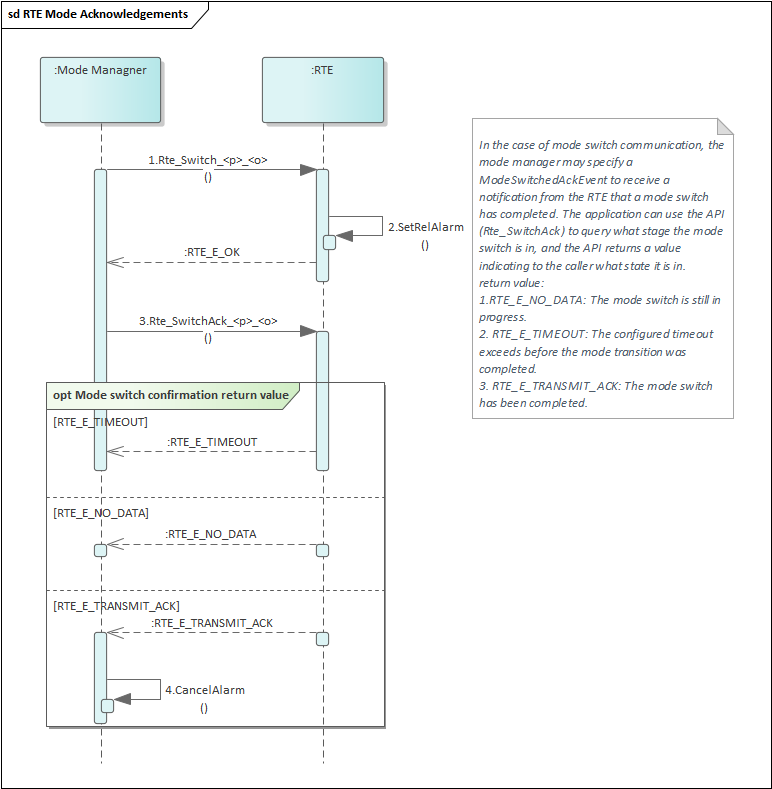 sd RTE Mode Acknowledgements
:Mode Managner
:RTE
1.Rte_Switch_<p>_<o>
()
2.SetRelAlarm
()
:RTE_E_OK
3.Rte_SwitchAck_<p>_<o>
()
opt Mode switch confirmation return value
[RTE_E_TIMEOUT]
:RTE_E_TIMEOUT
[RTE_E_NO_DATA]
:RTE_E_NO_DATA
[RTE_E_TRANSMIT_ACK]
:RTE_E_TRANSMIT_ACK
4.CancelAlarm
()
In the case of mode switch communication, the
mode manager may specify a
ModeSwitchedAckEvent to receive a
notification from the RTE that a mode switch
has completed. The application can use the API
(Rte_SwitchAck) to query what stage the mode
switch is in, and the API returns a value
indicating to the caller what state it is in.
return value:
1.RTE_E_NO_DATA: The mode switch is still in
progress.
2. RTE_E_TIMEOUT: The configured timeout
exceeds before the mode transition was
completed.
3. RTE_E_TRANSMIT_ACK: The mode switch
has been completed.